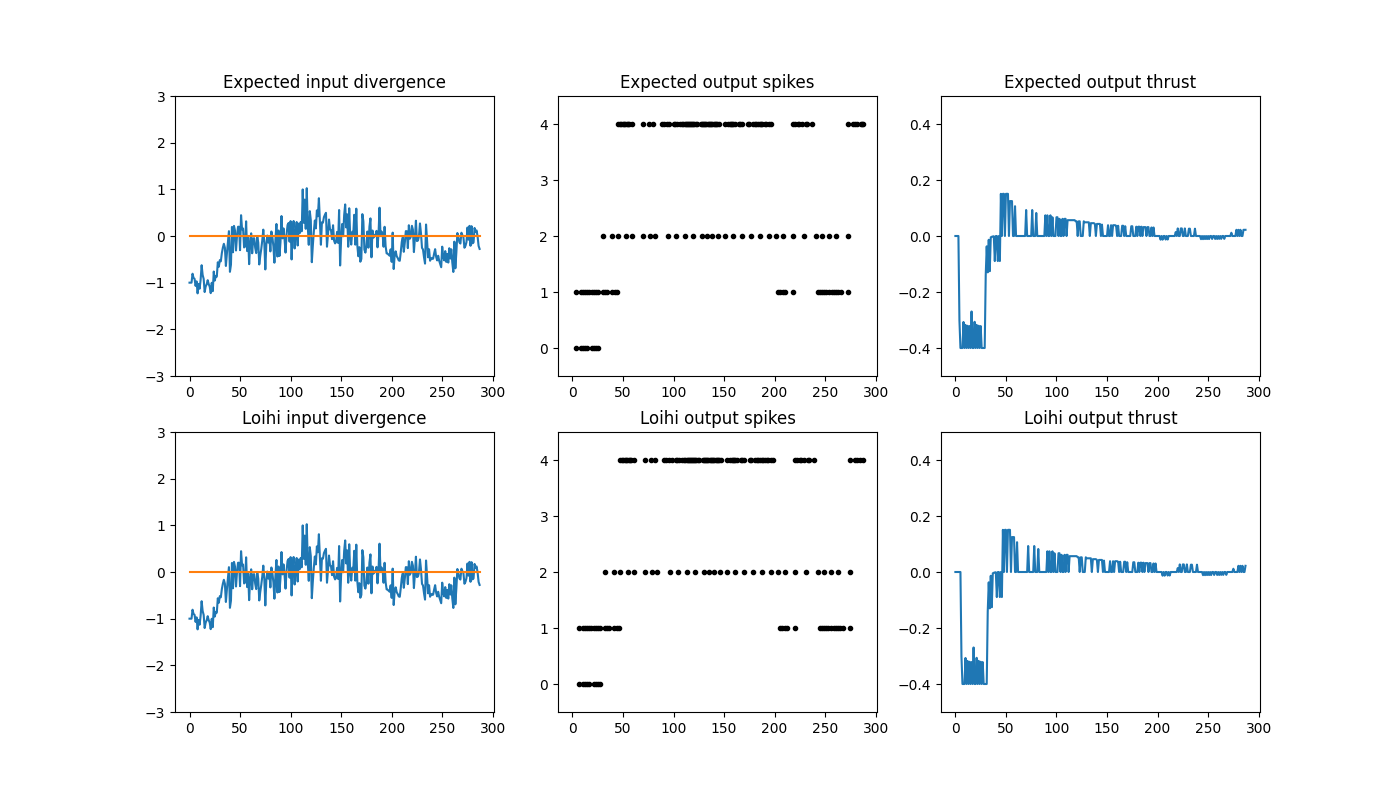 Expected input divergence
3
2
1
0
−1
−2
−3
0 50 100 150 200 250 300
Expected output spikes
4
3
2
1
0
0 50 100 150 200 250 300
Expected output thrust
0.4
0.2
0.0
−0.2
−0.4
0 50 100 150 200 250 300
Loihi input divergence
3
2
1
0
−1
−2
−3
0 50 100 150 200 250 300
Loihi output spikes
4
3
2
1
0
0 50 100 150 200 250 300
Loihi output thrust
0.4
0.2
0.0
−0.2
−0.4
0 50 100 150 200 250 300